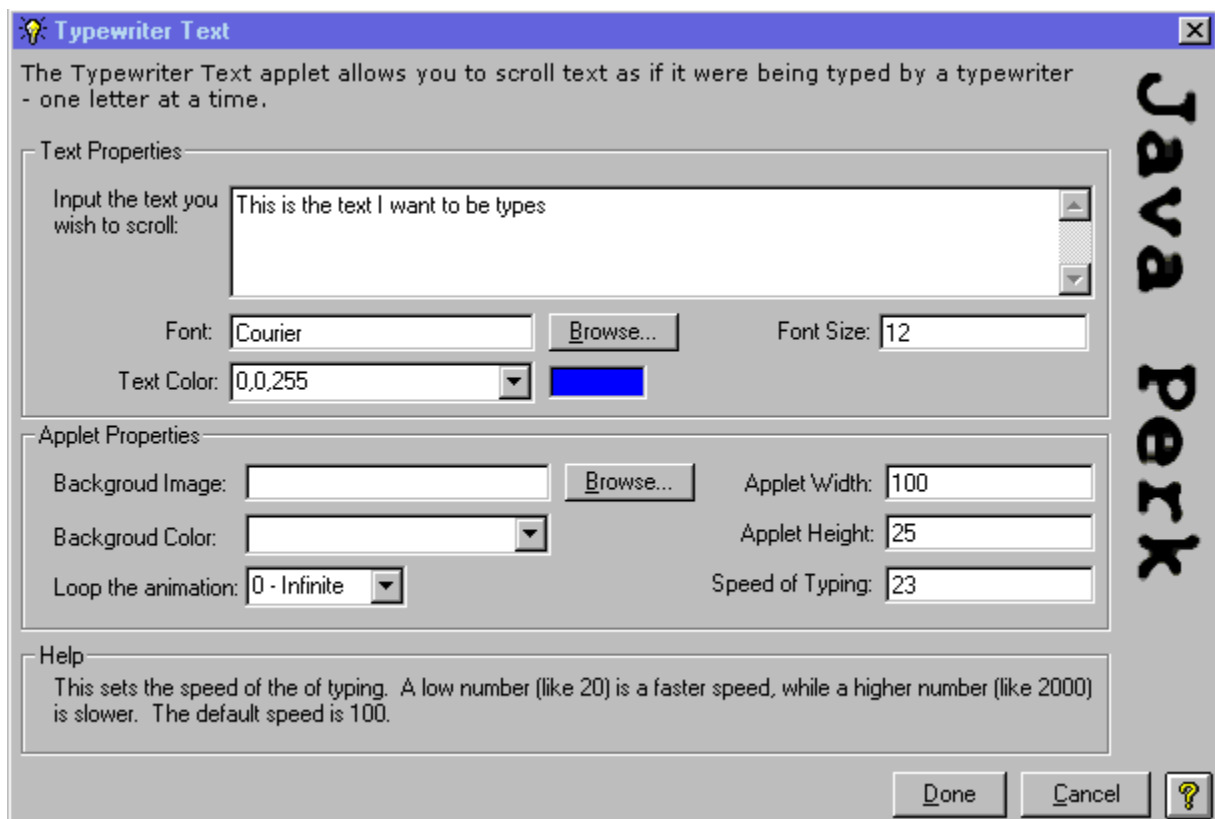 Typewriter Text
The Typewriter Text applet allows you to scroll text as if it were being typed by a typewriter
- one letter at a time.
Java Perk
Text Properties
Input the text you
wish to scroll:
This is the text I want to be types
Font: Courier Browse... Font Size: 12
Text Color: 0,0,255
Applet Properties
Backgroud Image: Browse... Applet Width: 100
Backgroud Color: Applet Height: 25
Loop the animation: 0 - Infinite Speed of Typing: 23
Help
This sets the speed of the of typing. A low number (like 20) is a faster speed, while a higher number (like 2000)
is slower. The default speed is 100.
Done Cancel ?